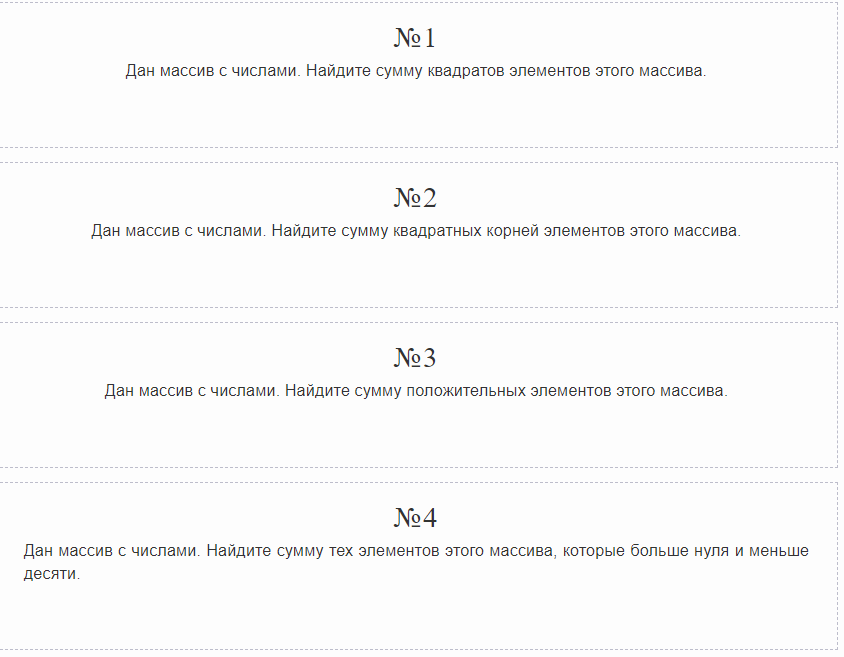 №1
Дан массив с числами. Найдите сумму квадратов элементов этого массива.
№2
Дан массив с числами. Найдите сумму квадратных корней элементов этого массива.
№3
Дан массив с числами. Найдите сумму положительных элементов этого массива.
№4
Дан массив с числами. Найдите сумму тех элементов этого массива, которые больше нуля и меньше
десяти.